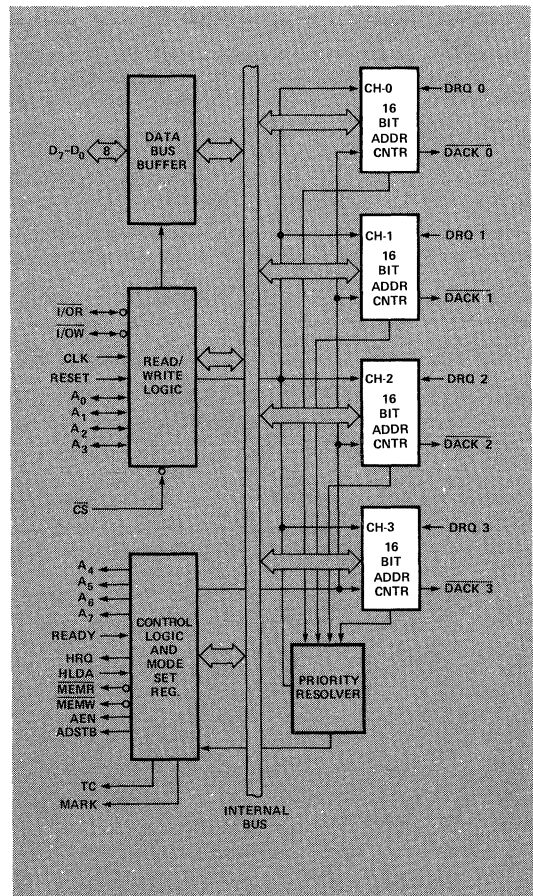 DATA
BUS
BUFFER
D₇–D₀
8
I/OR
I/OW
CLK
RESET
A₀
A₁
A₂
A₃
CS
READ/
WRITE
LOGIC
A₄
A₅
A₆
A₇
READY
HRQ
HLDA
MEMR
MEMW
AEN
ADSTB
TC
MARK
CONTROL
LOGIC
AND
MODE
SET
REG.
INTERNAL
BUS
CH-0
16
BIT
ADDR
CNTR
DRQ 0
DACK 0
CH-1
16
BIT
ADDR
CNTR
DRQ 1
DACK 1
CH-2
16
BIT
ADDR
CNTR
DRQ 2
DACK 2
CH-3
16
BIT
ADDR
CNTR
DRQ 3
DACK 3
PRIORITY
RESOLVER